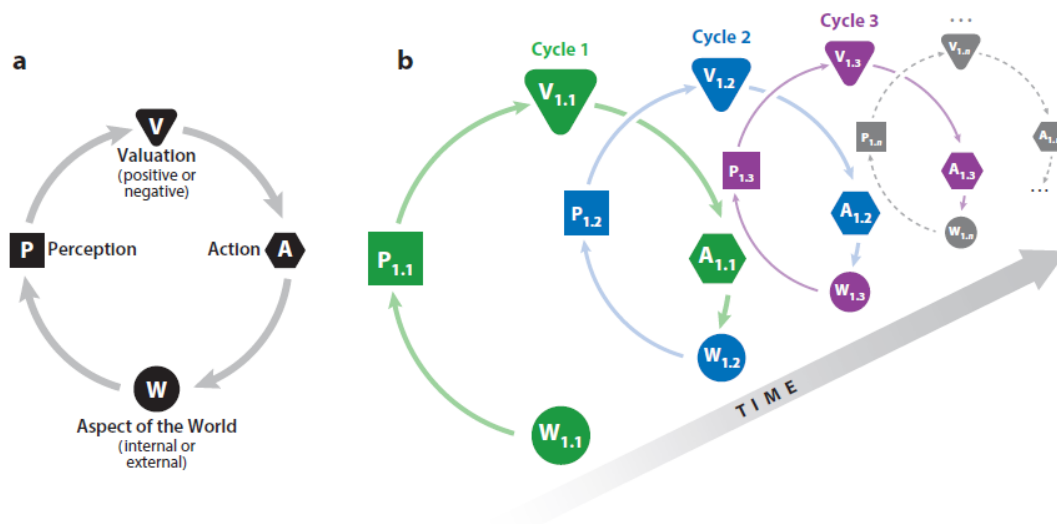 a
V
Valuation
(positive or
negative)
P Perception
Action A
W
Aspect of the World
(internal or
external)
b
Cycle 1
V1.1
P1.1
A1.1
W1.1
Cycle 2
V1.2
P1.2
A1.2
W1.2
Cycle 3
V1.3
P1.3
A1.3
W1.3
...
V1.n
P1.n
A1.n
...
W1.n
TIME